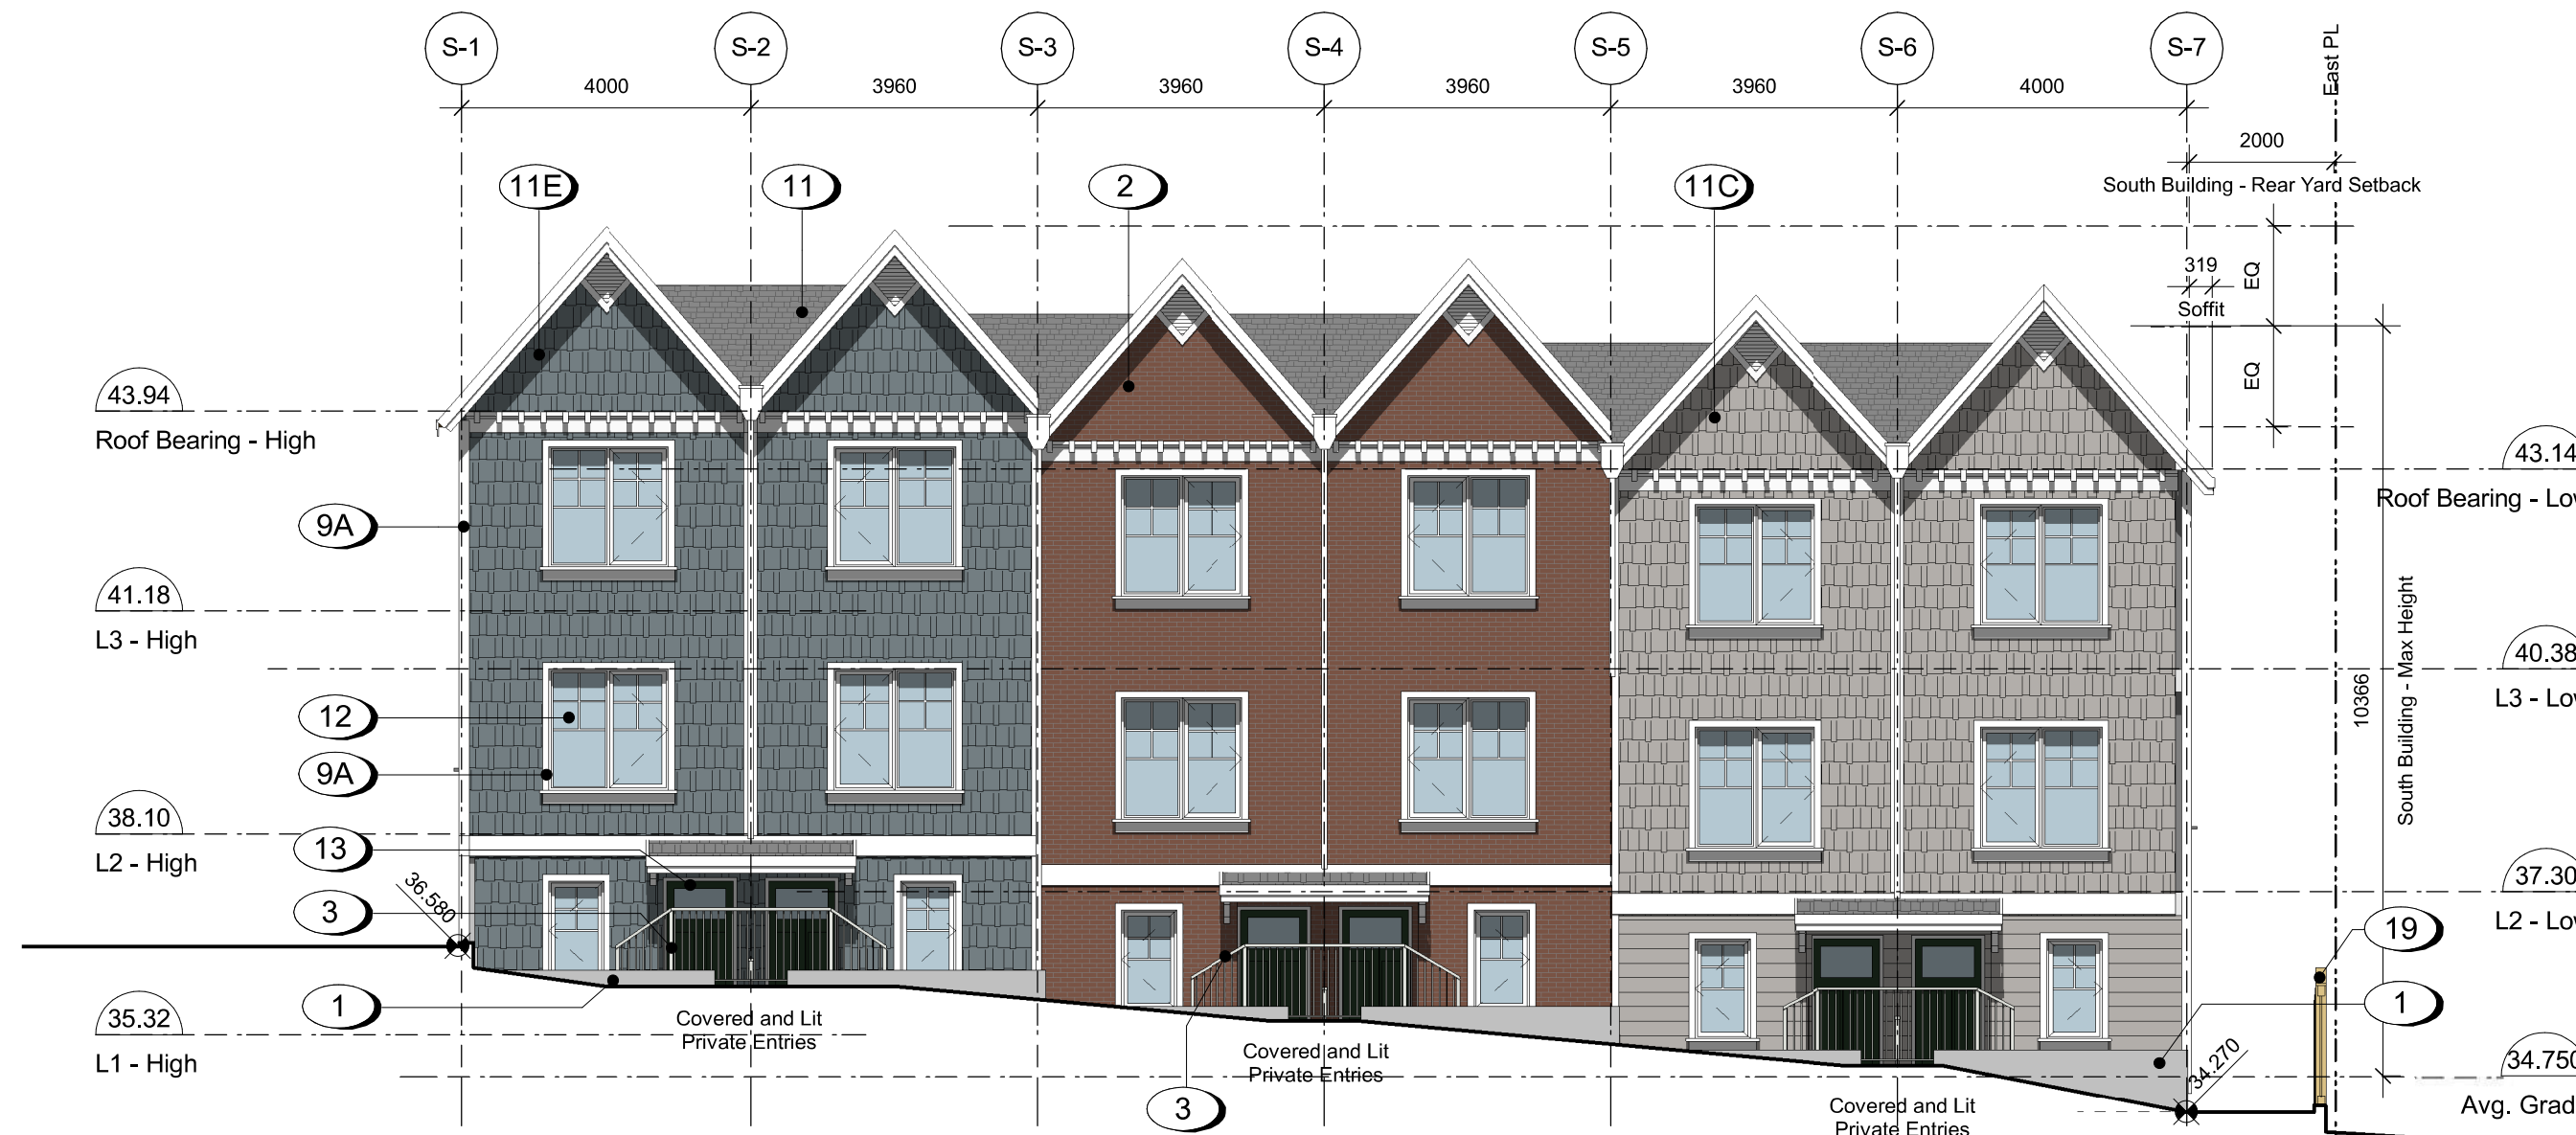 S-1 S-2 S-3 S-4 S-5 S-6 S-7
East PL
4000 3960 3960 3960 3960 4000
2000
South Building - Rear Yard Setback
11E 11 2 11C
319
Soffit
EQ
EQ
43.94
Roof Bearing - High
43.14
Roof Bearing - Low
9A
41.18
L3 - High
40.38
L3 - Low
12
10366
South Building - Max Height
9A
38.10
L2 - High
37.30
L2 - Low
13
36.580
3
19
1
1
35.32
L1 - High
Covered and Lit
Private Entries
Covered and Lit
Private Entries
3
34.270
34.750
Avg. Grad
Covered and Lit
Private Entries